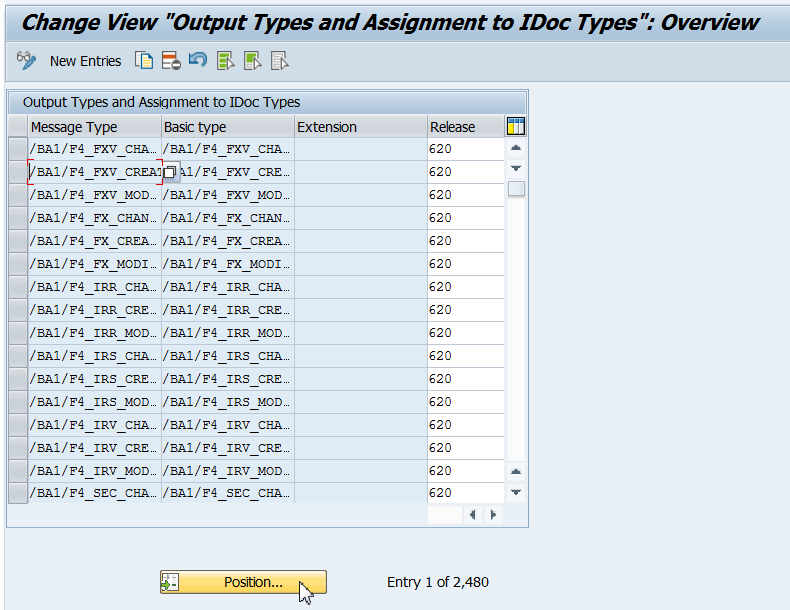 Change View "Output Types and Assignment to IDoc Types": Overview
New Entries
Output Types and Assignment to IDoc Types
Message Type Basic type Extension Release
/BA1/F4_FXV_CHA… /BA1/F4_FXV_CHA… 620
/BA1/F4_FXV_CREAT /BA1/F4_FXV_CRE… 620
/BA1/F4_FXV_MOD… /BA1/F4_FXV_MOD… 620
/BA1/F4_FX_CHAN… /BA1/F4_FX_CHAN… 620
/BA1/F4_FX_CREA… /BA1/F4_FX_CREA… 620
/BA1/F4_FX_MODI… /BA1/F4_FX_MODI… 620
/BA1/F4_IRR_CHA… /BA1/F4_IRR_CHA… 620
/BA1/F4_IRR_CRE… /BA1/F4_IRR_CRE… 620
/BA1/F4_IRR_MOD… /BA1/F4_IRR_MOD… 620
/BA1/F4_IRS_CHA… /BA1/F4_IRS_CHA… 620
/BA1/F4_IRS_CRE… /BA1/F4_IRS_CRE… 620
/BA1/F4_IRS_MOD… /BA1/F4_IRS_MOD… 620
/BA1/F4_IRV_CHA… /BA1/F4_IRV_CHA… 620
/BA1/F4_IRV_CRE… /BA1/F4_IRV_CRE… 620
/BA1/F4_IRV_MOD… /BA1/F4_IRV_MOD… 620
/BA1/F4_SEC_CHA… /BA1/F4_SEC_CHA… 620
Position... Entry 1 of 2,480